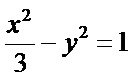 x²/3 − y² = 1